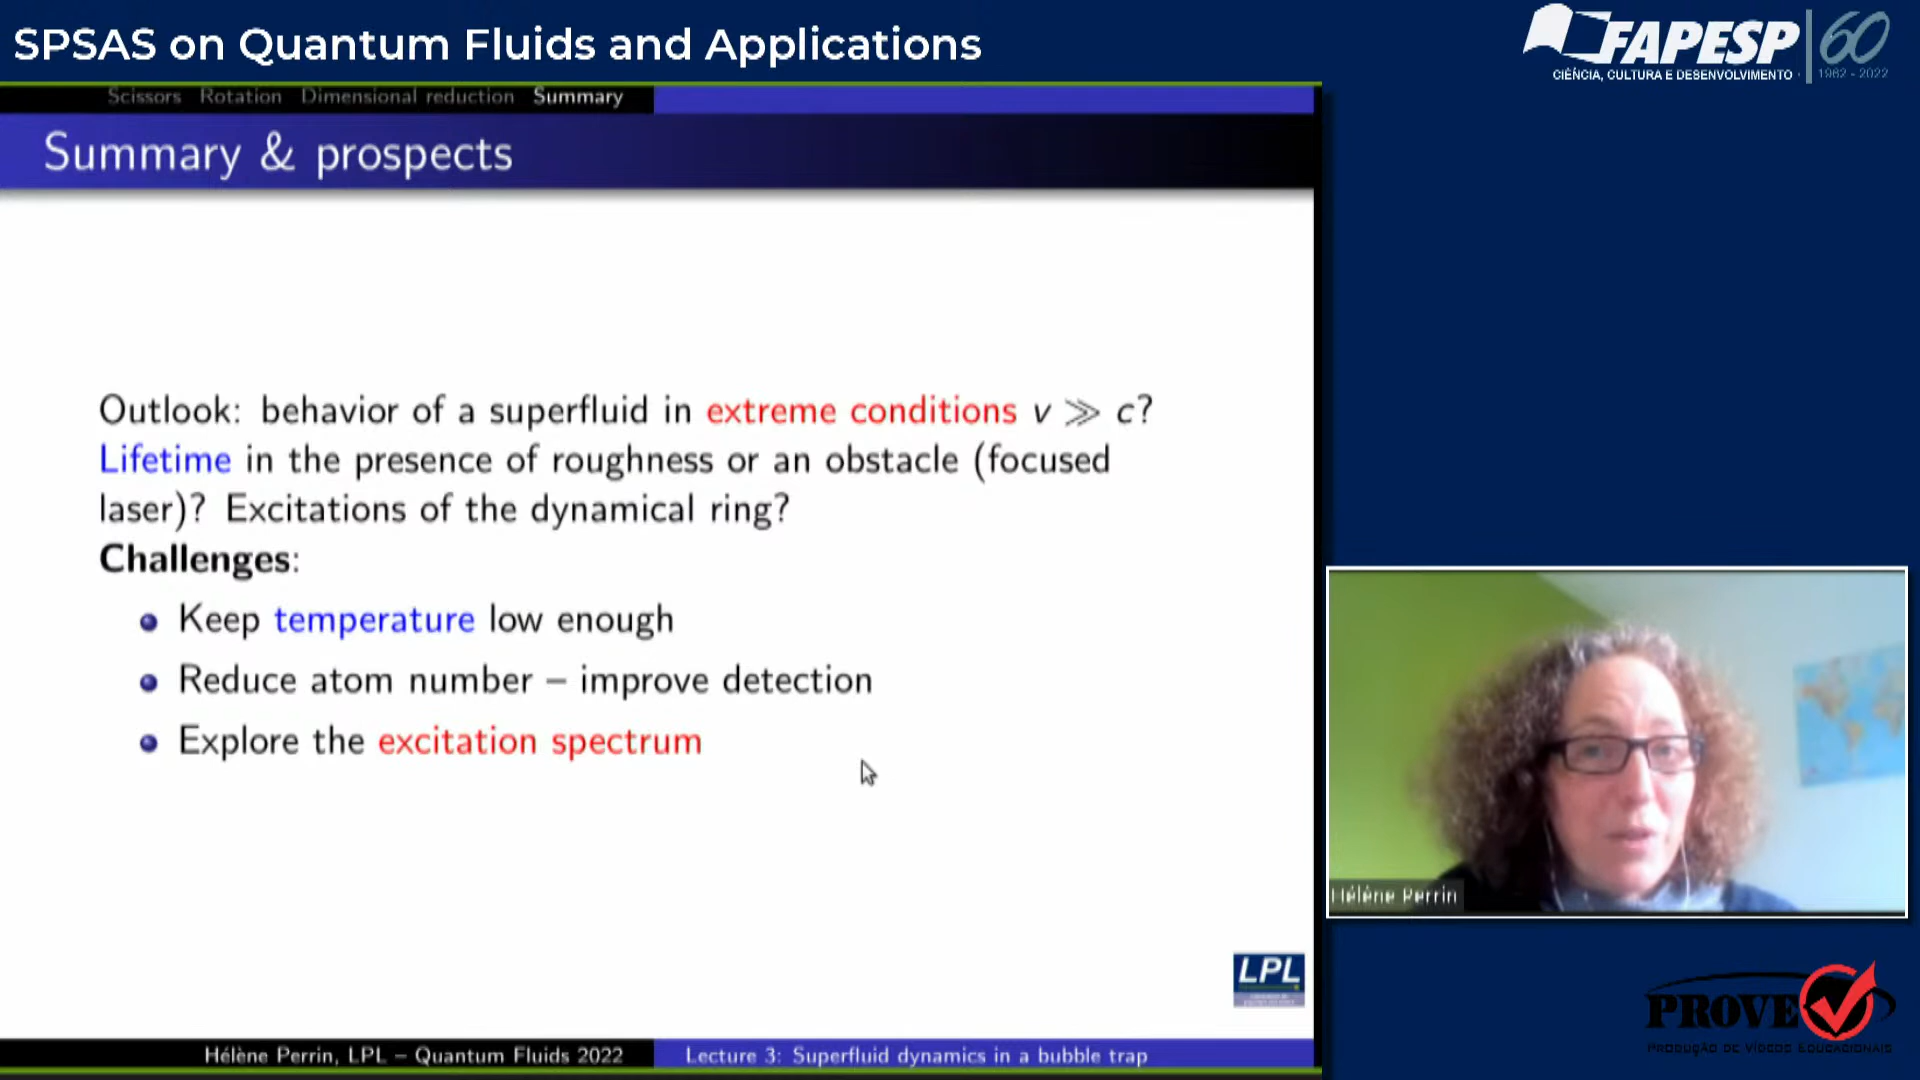 SPSAS on Quantum Fluids and Applications
FAPESP 60
CIÊNCIA, CULTURA E DESENVOLVIMENTO
1962 - 2022
Scissors Rotation Dimensional reduction Summary
Summary & prospects
Outlook: behavior of a superfluid in extreme conditions v ≫ c?
Lifetime in the presence of roughness or an obstacle (focused
laser)? Excitations of the dynamical ring?
Challenges:
Keep temperature low enough
Reduce atom number – improve detection
Explore the excitation spectrum
Hélène Perrin
LPL
PROVE
PRODUÇÃO DE VÍDEOS EDUCACIONAIS
Hélène Perrin, LPL – Quantum Fluids 2022 Lecture 3: Superfluid dynamics in a bubble trap